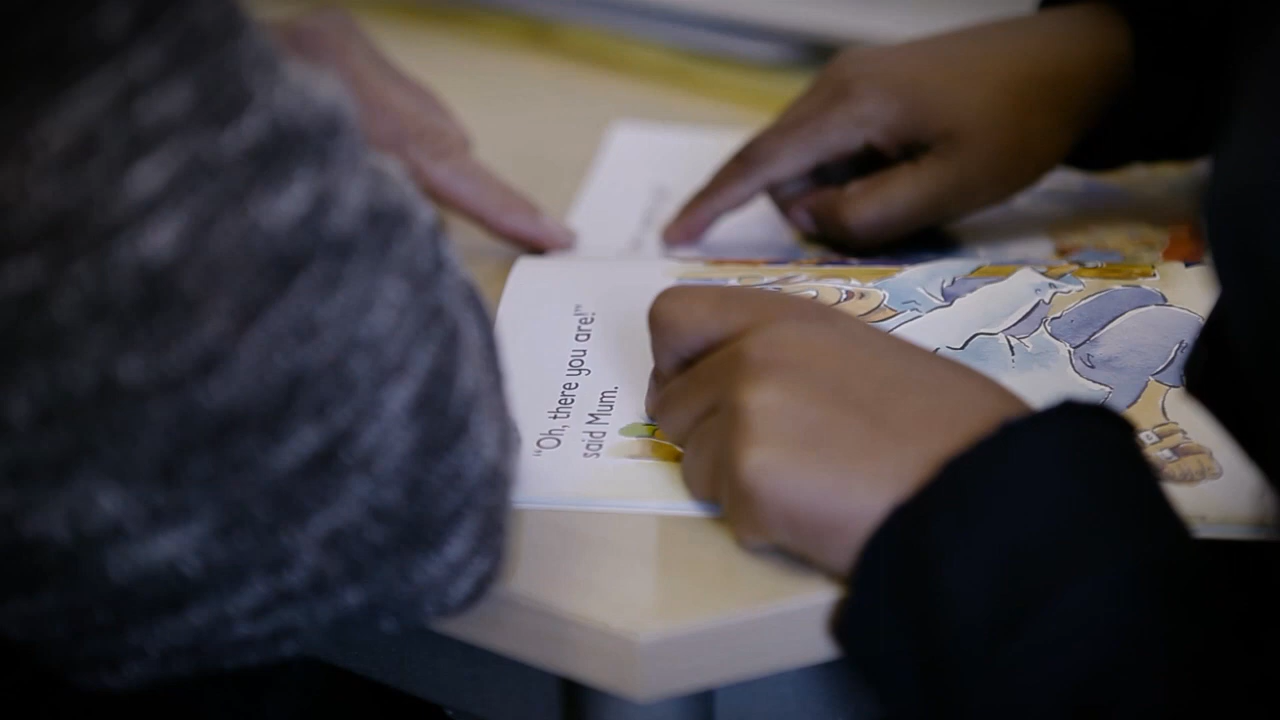 “Oh, there you are!”
said Mum.